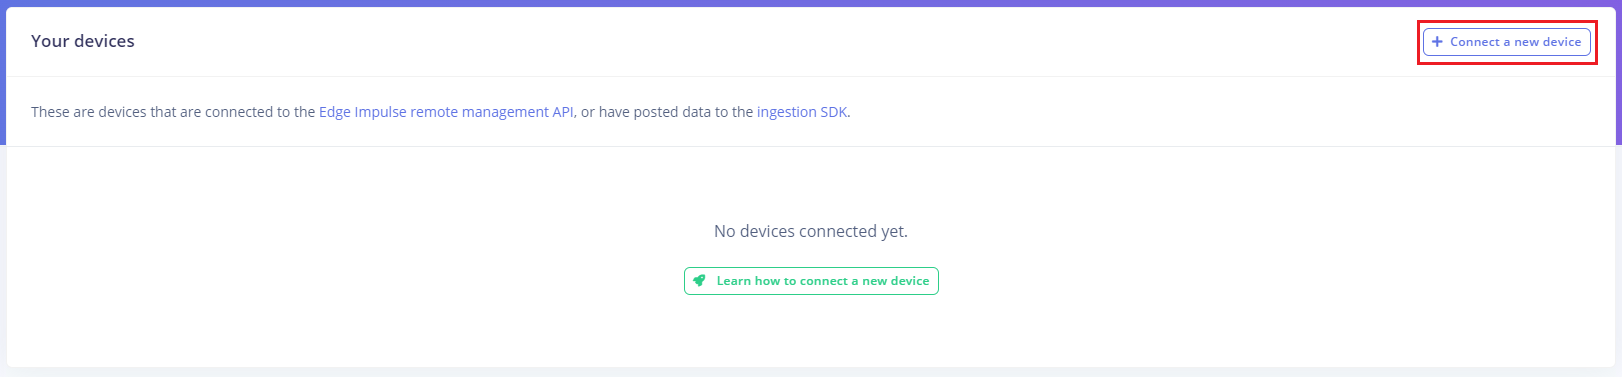 Your devices
+ Connect a new device
These are devices that are connected to the Edge Impulse remote management API, or have posted data to the ingestion SDK.
No devices connected yet.
Learn how to connect a new device